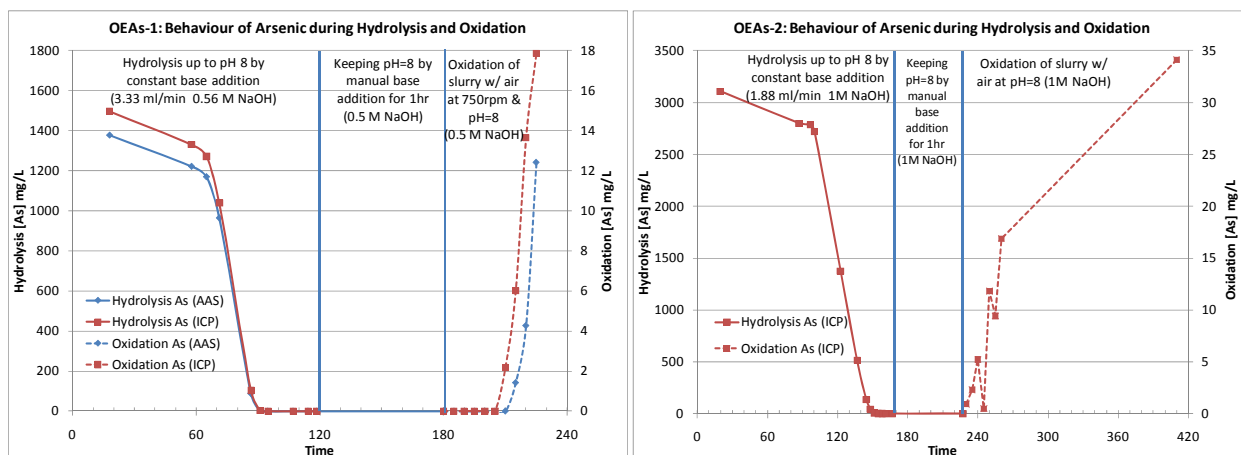 OEAs-1: Behaviour of Arsenic during Hydrolysis and Oxidation
1800
1600
1400
1200
1000
800
600
400
200
0
Hydrolysis [As] mg/L
Hydrolysis up to pH 8 by
constant base addition
(3.33 ml/min 0.56 M NaOH)
Keeping pH=8 by
manual base
addition for 1hr
(0.5 M NaOH)
Oxidation of
slurry w/ air
at 750rpm &
pH=8
(0.5 M NaOH)
Hydrolysis As (AAS)
Hydrolysis As (ICP)
Oxidation As (AAS)
Oxidation As (ICP)
18
16
14
12
10
8
6
4
2
0
Oxidation [As] mg/L
0 60 120 180 240
Time
OEAs-2: Behaviour of Arsenic during Hydrolysis and Oxidation
3500
3000
2500
2000
1500
1000
500
0
Hydrolysis [As] mg/L
Hydrolysis up to pH 8 by
constant base addition
(1.88 ml/min 1M NaOH)
Keeping
pH=8 by
manual
base
addition
for 1hr
(1M NaOH)
Oxidation of slurry w/
air at pH=8 (1M NaOH)
Hydrolysis As (ICP)
Oxidation As (ICP)
35
30
25
20
15
10
5
0
Oxidation [As] mg/L
0 60 120 180 240 300 360 420
Time